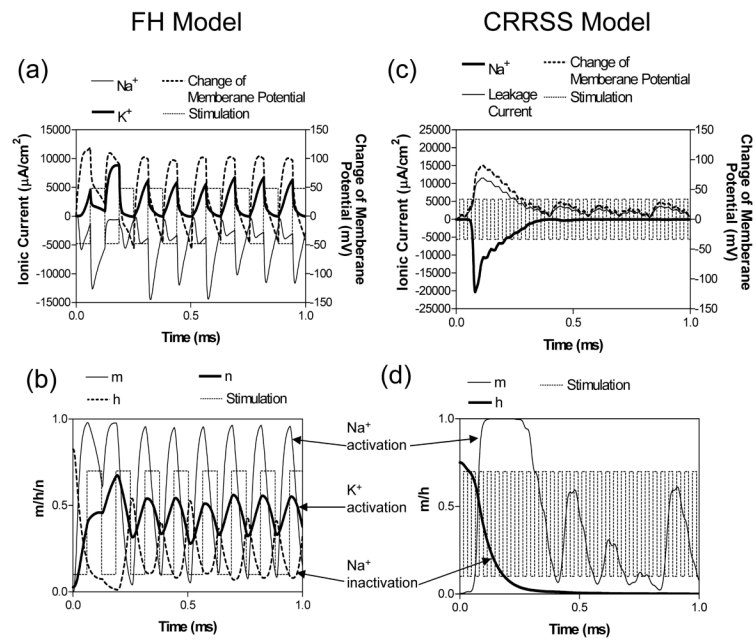 FH Model
CRRSS Model
(a)
Na⁺
K⁺
Change of
Memberane Potential
Stimulation
15000
10000
5000
0
-5000
-10000
-15000
Ionic Current (μA/cm²)
150
100
50
0
-50
-100
-150
Change of Memberane
Potential (mV)
0.0
0.5
1.0
Time (ms)
(c)
Na⁺
Leakage
Current
Change of
Memberane Potential
Stimulation
25000
20000
15000
10000
5000
0
-5000
-10000
-15000
-20000
-25000
Ionic Current (μA/cm²)
150
100
50
0
-50
-100
-150
Change of Memberane
Potential (mV)
0.0
0.5
1.0
Time (ms)
(b)
m
h
n
Stimulation
1.0
0.5
0.0
m/h/n
0.0
0.5
1.0
Time (ms)
Na⁺
activation
K⁺
activation
Na⁺
inactivation
(d)
m
h
Stimulation
1.0
0.5
0.0
m/h
0.0
0.5
1.0
Time (ms)